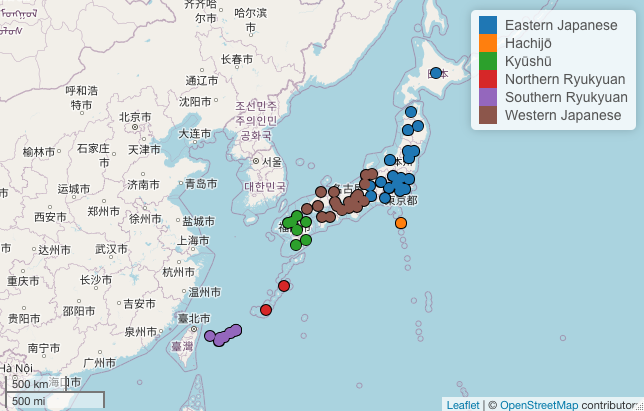 Eastern Japanese
Hachijō
Kyūshū
Northern Ryukyuan
Southern Ryukyuan
Western Japanese
齐齐哈
尔市
哈尔滨
市
长春市
通辽市
呼和浩
特市
沈阳市
조선민주
주의인민
공화국
北京市
大连市
榆林市
石家庄
市
天津市
서울
대한민국
济南市
青岛市
运城市
西安市
郑州市
徐州市
盐城市
上海市
达州市
武汉市
杭州市
重庆市
长沙市
温州市
贵阳市
邵阳市
吉安市
臺北市
泉州市
南宁市
广州市
臺灣
Hà Nội
海口市
日本
東京都
500 km
500 mi
Leaflet | © OpenStreetMap contributors